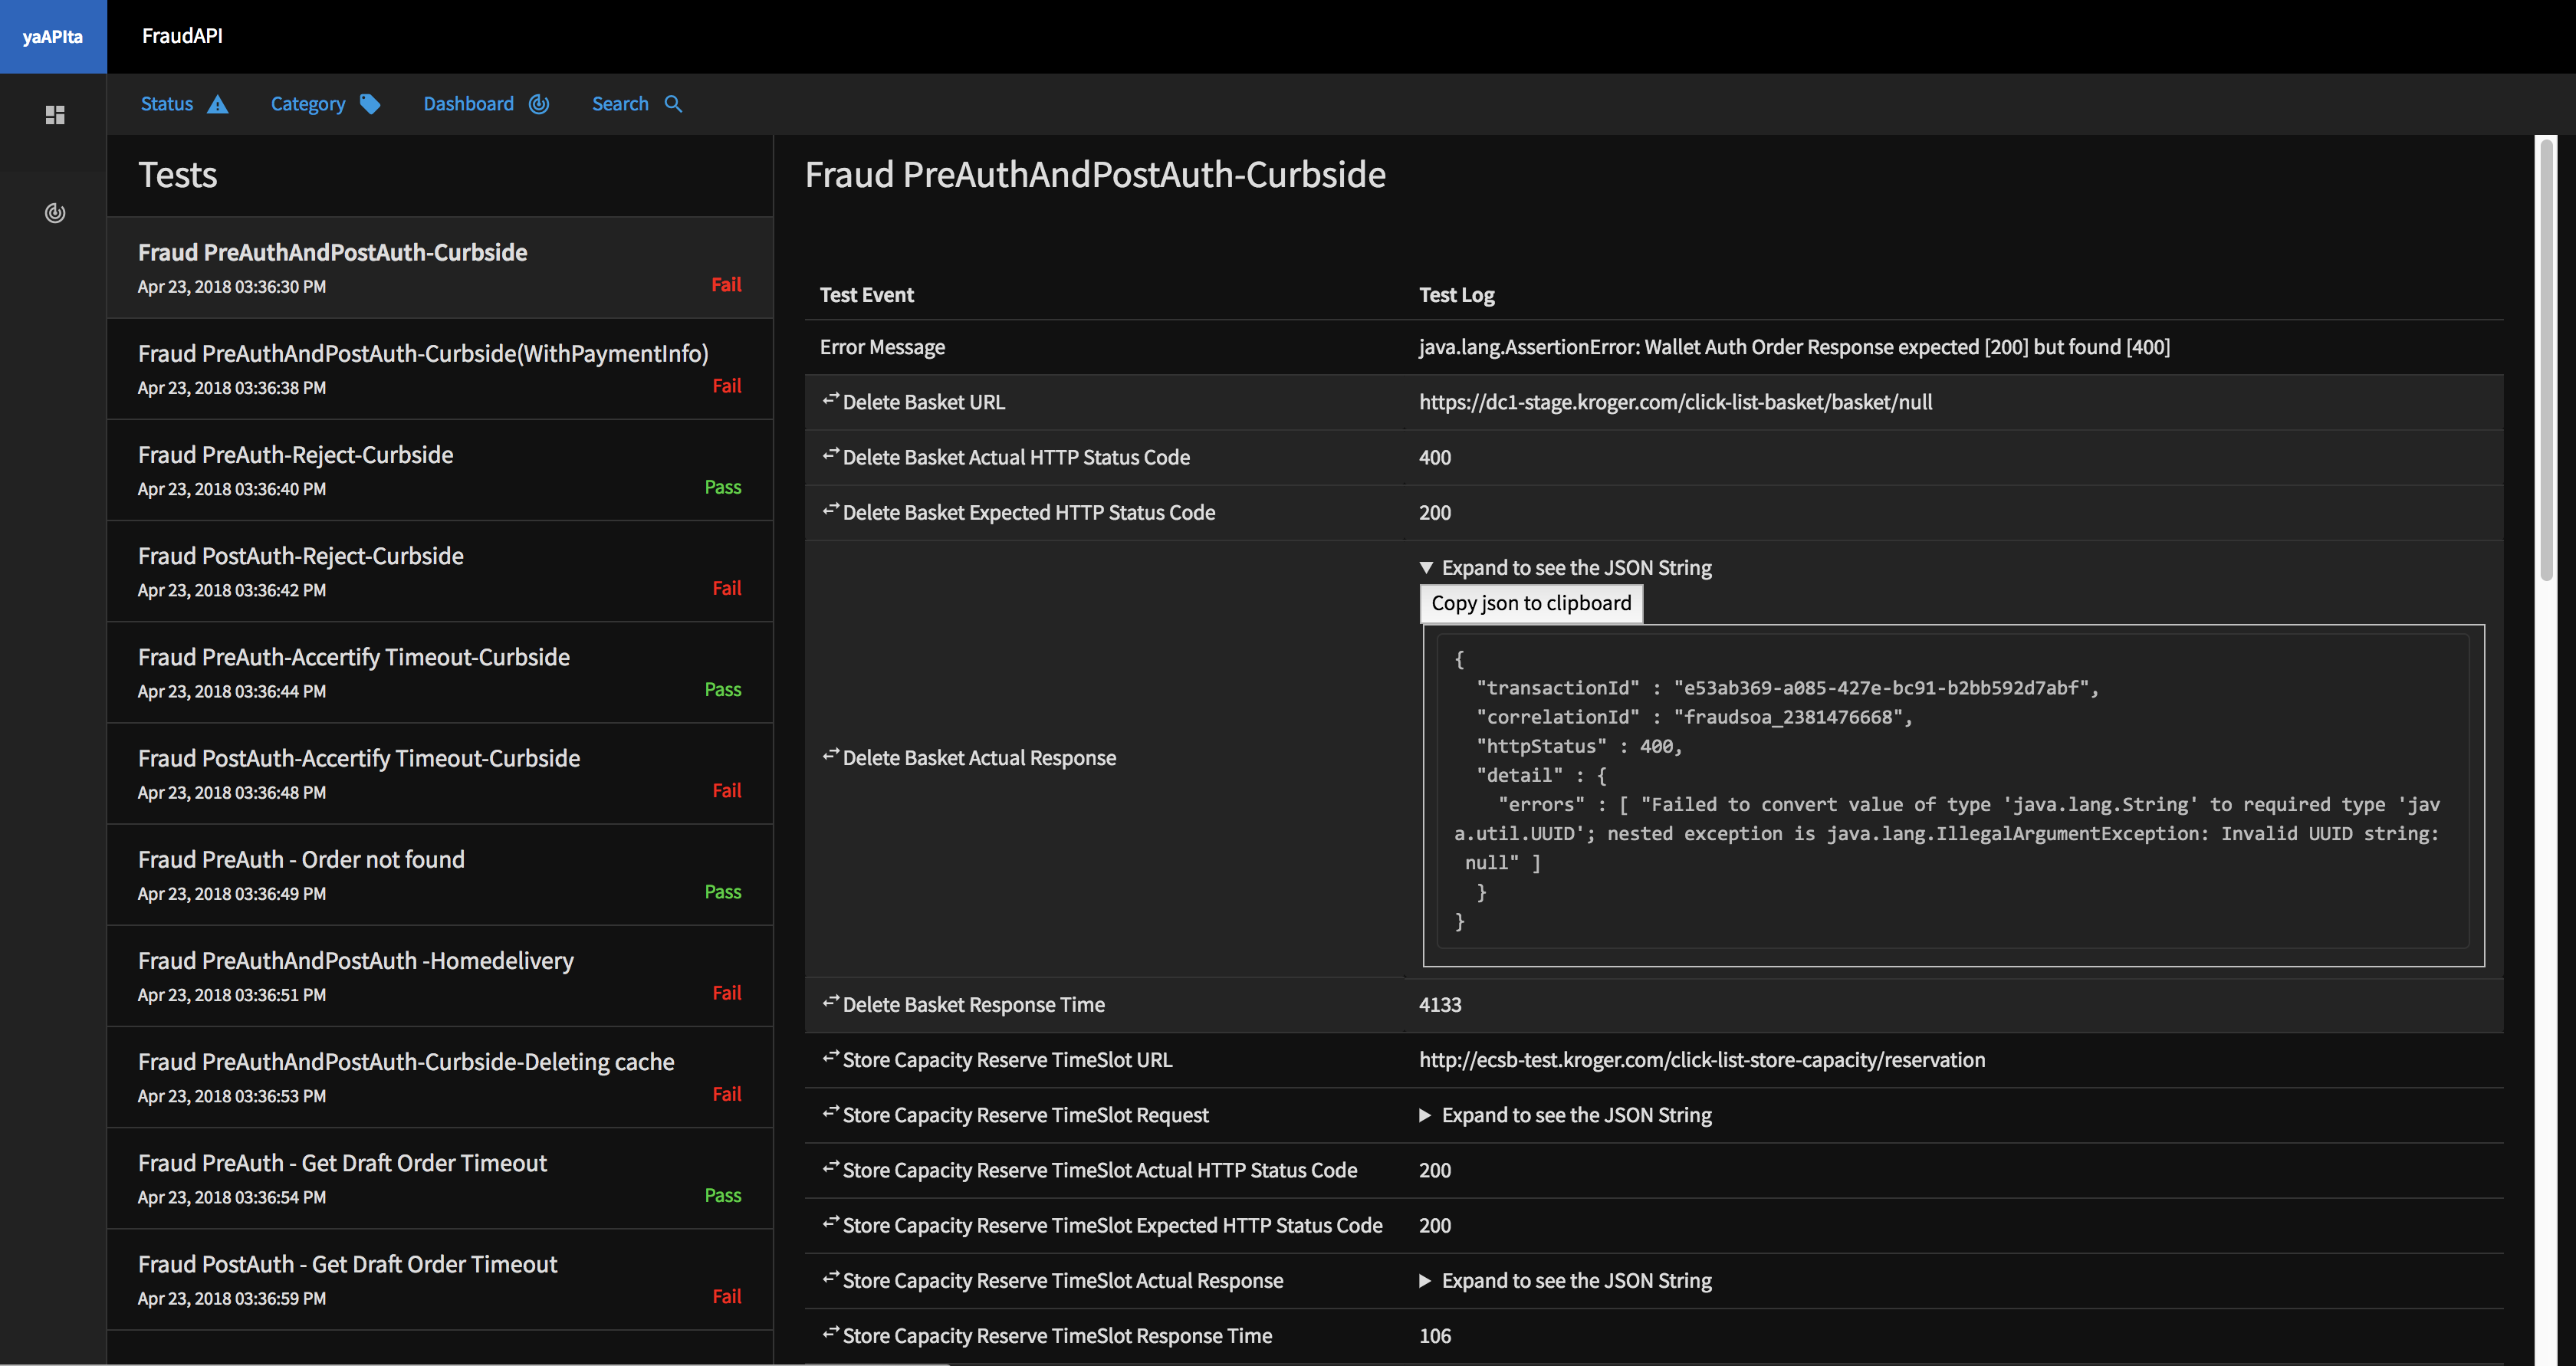 yaAPIta
FraudAPI
Status
Category
Dashboard
Search
Tests
Fraud PreAuthAndPostAuth-Curbside
Apr 23, 2018 03:36:30 PM
Fail
Fraud PreAuthAndPostAuth-Curbside(WithPaymentInfo)
Apr 23, 2018 03:36:38 PM
Fail
Fraud PreAuth-Reject-Curbside
Apr 23, 2018 03:36:40 PM
Pass
Fraud PostAuth-Reject-Curbside
Apr 23, 2018 03:36:42 PM
Fail
Fraud PreAuth-Accertify Timeout-Curbside
Apr 23, 2018 03:36:44 PM
Pass
Fraud PostAuth-Accertify Timeout-Curbside
Apr 23, 2018 03:36:48 PM
Fail
Fraud PreAuth - Order not found
Apr 23, 2018 03:36:49 PM
Pass
Fraud PreAuthAndPostAuth -Homedelivery
Apr 23, 2018 03:36:51 PM
Fail
Fraud PreAuthAndPostAuth-Curbside-Deleting cache
Apr 23, 2018 03:36:53 PM
Fail
Fraud PreAuth - Get Draft Order Timeout
Apr 23, 2018 03:36:54 PM
Pass
Fraud PostAuth - Get Draft Order Timeout
Apr 23, 2018 03:36:59 PM
Fail
Fraud PreAuthAndPostAuth-Curbside
Test Event
Test Log
Error Message
java.lang.AssertionError: Wallet Auth Order Response expected [200] but found [400]
Delete Basket URL
https://dc1-stage.kroger.com/click-list-basket/basket/null
Delete Basket Actual HTTP Status Code
400
Delete Basket Expected HTTP Status Code
200
Delete Basket Actual Response
▼ Expand to see the JSON String
Copy json to clipboard
{
"transactionId" : "e53ab369-a085-427e-bc91-b2bb592d7abf",
"correlationId" : "fraudsoa_2381476668",
"httpStatus" : 400,
"detail" : {
"errors" : [ "Failed to convert value of type 'java.lang.String' to required type 'jav
a.util.UUID'; nested exception is java.lang.IllegalArgumentException: Invalid UUID string:
null" ]
}
}
Delete Basket Response Time
4133
Store Capacity Reserve TimeSlot URL
http://ecsb-test.kroger.com/click-list-store-capacity/reservation
Store Capacity Reserve TimeSlot Request
▶ Expand to see the JSON String
Store Capacity Reserve TimeSlot Actual HTTP Status Code
200
Store Capacity Reserve TimeSlot Expected HTTP Status Code
200
Store Capacity Reserve TimeSlot Actual Response
▶ Expand to see the JSON String
Store Capacity Reserve TimeSlot Response Time
106